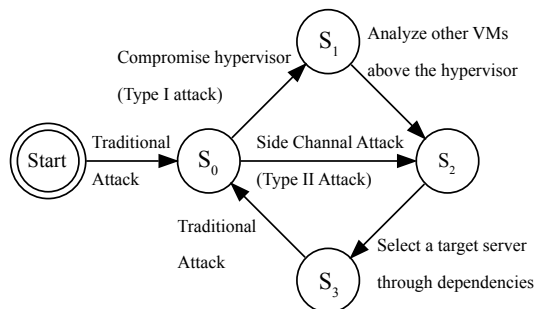 S1
Analyze other VMs
above the hypervisor
Compromise hypervisor
(Type I attack)
Start
Traditional
Attack
S0
Side Channal Attack
(Type II Attack)
S2
Traditional
Attack
S3
Select a target server
through dependencies